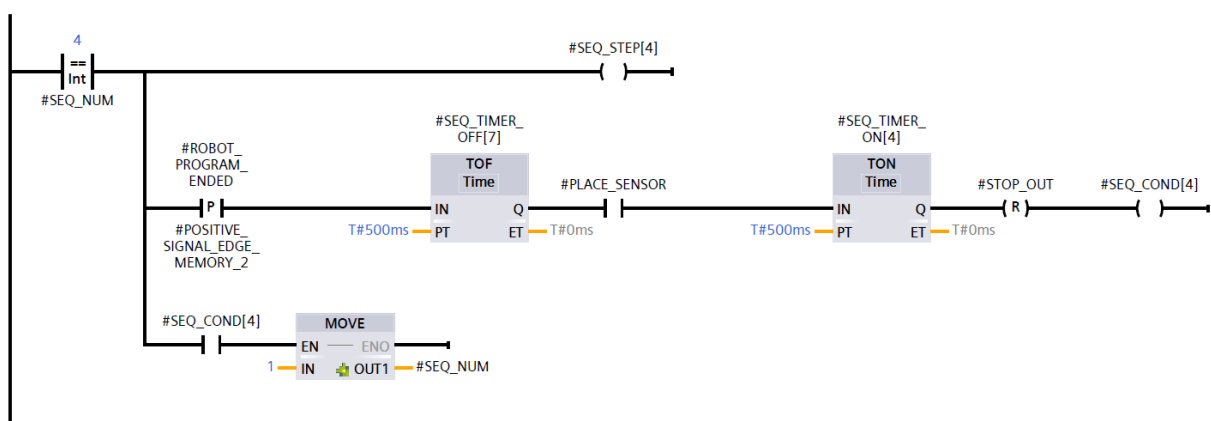 4
==
Int
#SEQ_NUM
#SEQ_STEP[4]
#ROBOT_
PROGRAM_
ENDED
P
#POSITIVE_
SIGNAL_EDGE_
MEMORY_2
#SEQ_TIMER_
OFF[7]
TOF
Time
IN Q
T#500ms PT ET T#0ms
#PLACE_SENSOR
#SEQ_TIMER_
ON[4]
TON
Time
IN Q
T#500ms PT ET T#0ms
#STOP_OUT
R
#SEQ_COND[4]
#SEQ_COND[4]
MOVE
EN ENO
1 IN OUT1 #SEQ_NUM